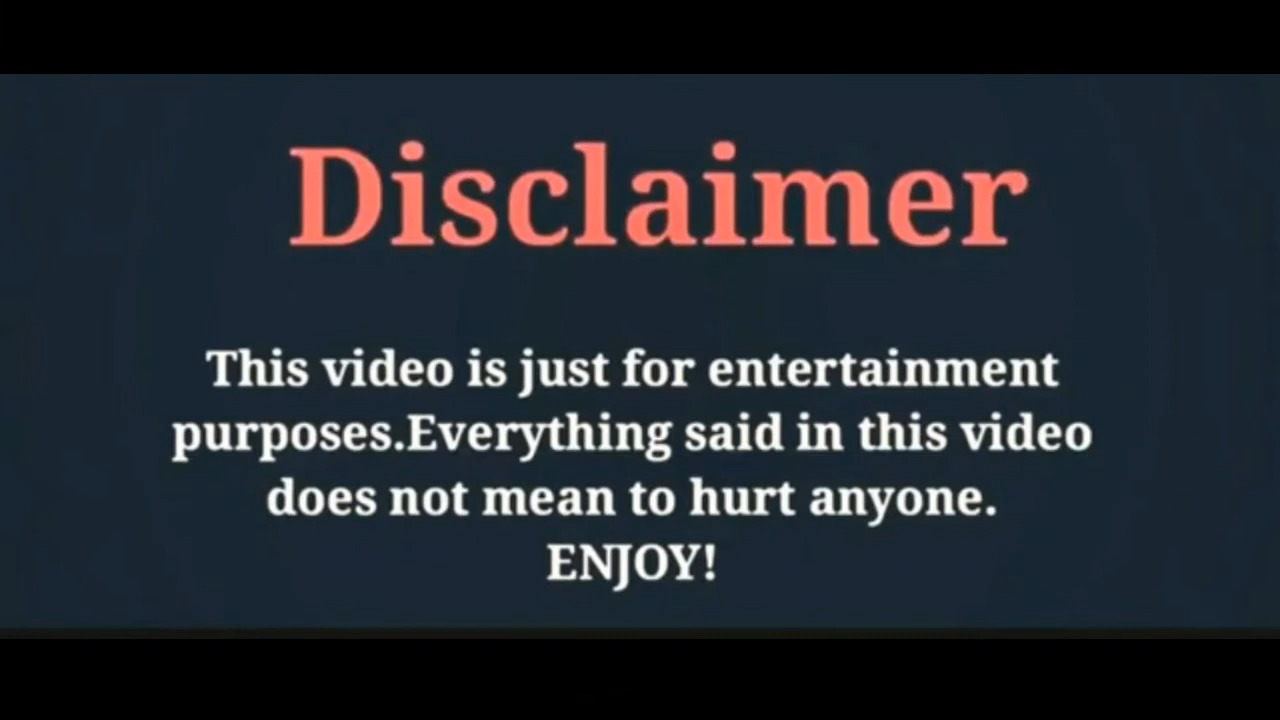 Disclaimer
This video is just for entertainment
purposes.Everything said in this video
does not mean to hurt anyone.
ENJOY!